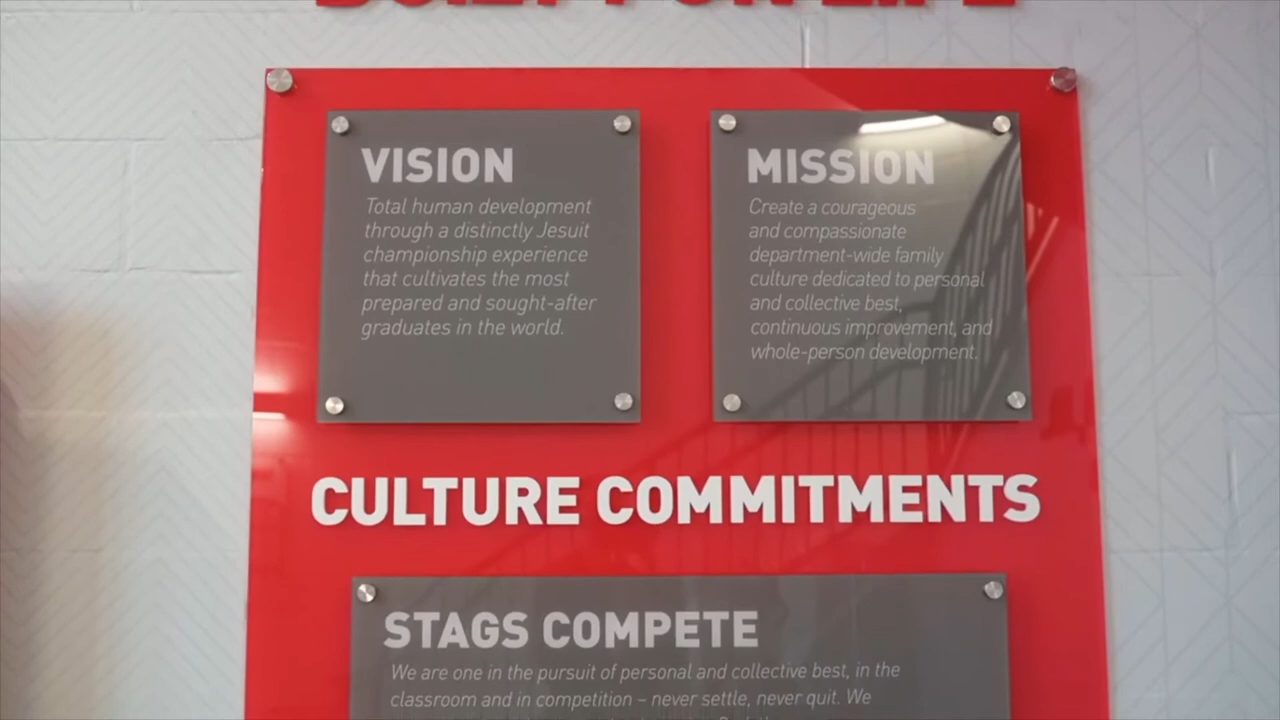 VISION
Total human development
through a distinctly Jesuit
championship experience
that cultivates the most
prepared and sought-after
graduates in the world.
MISSION
Create a courageous
and compassionate
department-wide family
culture dedicated to personal
and collective best,
continuous improvement, and
whole-person development.
CULTURE COMMITMENTS
STAGS COMPETE
We are one in the pursuit of personal and collective best, in the
classroom and in competition – never settle, never quit. We